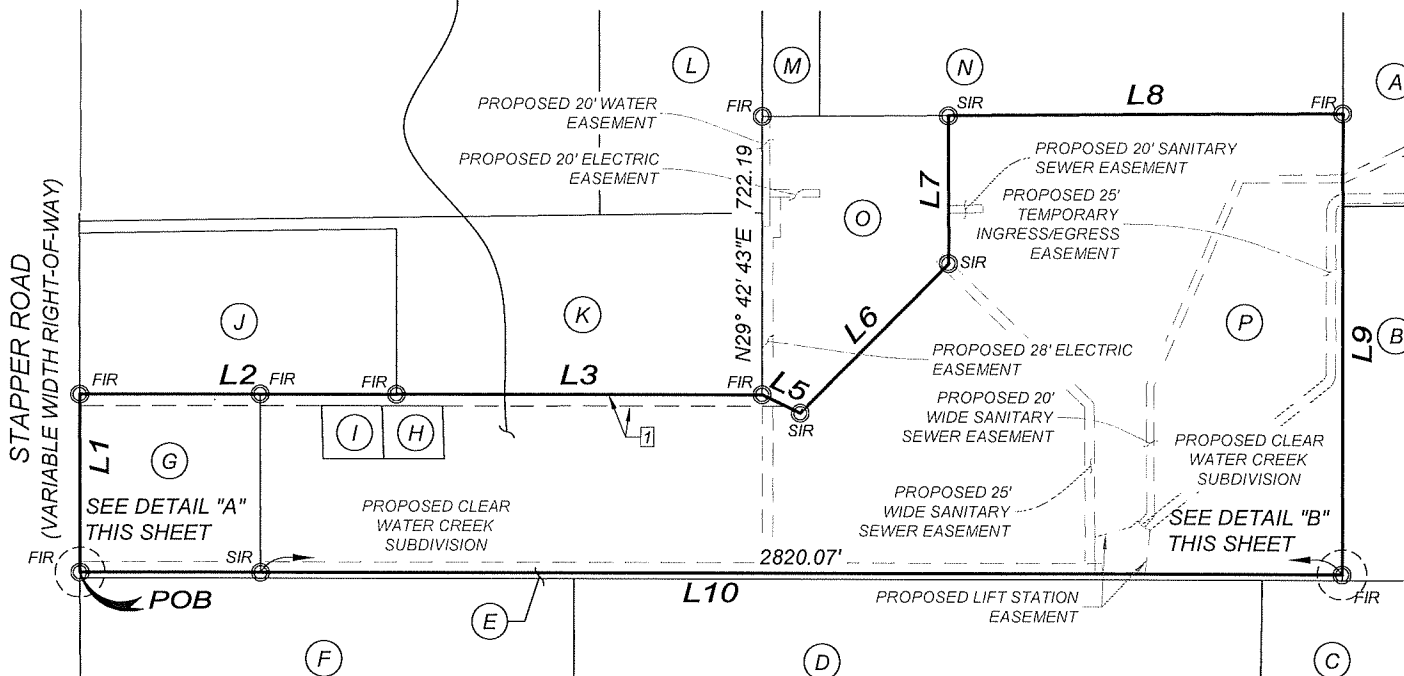 L
M
N
A
FIR
SIR
L8
FIR
PROPOSED 20' WATER
EASEMENT
PROPOSED 20' ELECTRIC
EASEMENT
N29° 42' 43"E 722.19
L7
PROPOSED 20' SANITARY
SEWER EASEMENT
PROPOSED 25'
TEMPORARY
INGRESS/EGRESS
EASEMENT
O
SIR
STAPPER ROAD
(VARIABLE WIDTH RIGHT-OF-WAY)
J
K
L6
P
B
L9
PROPOSED 28' ELECTRIC
EASEMENT
FIR
L2
FIR
FIR
L3
FIR
L5
SIR
PROPOSED 20'
WIDE SANITARY
SEWER EASEMENT
L1
G
I
H
1
PROPOSED CLEAR
WATER CREEK
SUBDIVISION
SEE DETAIL "A"
THIS SHEET
PROPOSED CLEAR
WATER CREEK
SUBDIVISION
PROPOSED 25'
WIDE SANITARY
SEWER EASEMENT
SEE DETAIL "B"
THIS SHEET
FIR
SIR
2820.07'
POB
L10
PROPOSED LIFT STATION
EASEMENT
FIR
E
F
D
C